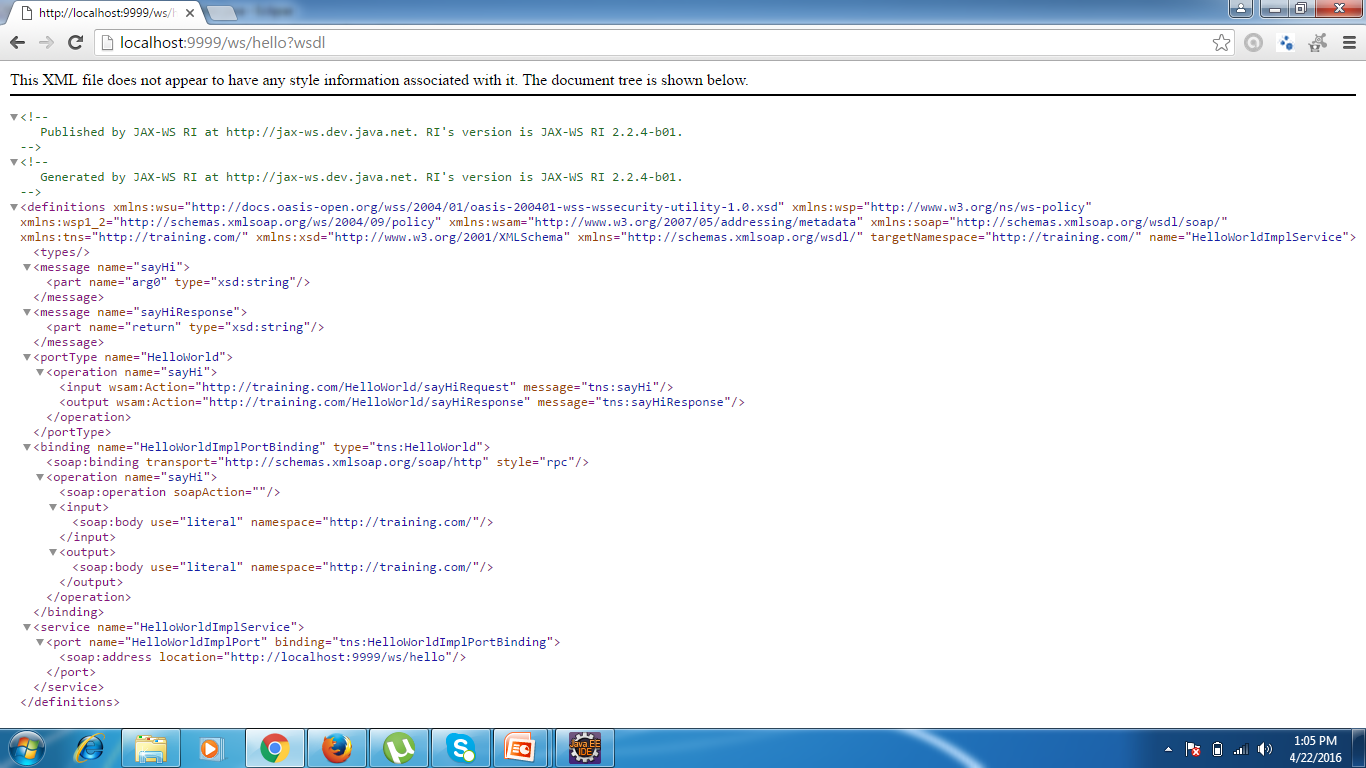 http://localhost:9999/ws/
localhost:9999/ws/hello?wsdl
This XML file does not appear to have any style information associated with it. The document tree is shown below.
<!--
Published by JAX-WS RI at http://jax-ws.dev.java.net. RI's version is JAX-WS RI 2.2.4-b01.
-->
<!--
Generated by JAX-WS RI at http://jax-ws.dev.java.net. RI's version is JAX-WS RI 2.2.4-b01.
-->
<definitions xmlns:wsu="http://docs.oasis-open.org/wss/2004/01/oasis-200401-wss-wssecurity-utility-1.0.xsd" xmlns:wsp="http://www.w3.org/ns/ws-policy"
xmlns:wsp1_2="http://schemas.xmlsoap.org/ws/2004/09/policy" xmlns:wsam="http://www.w3.org/2007/05/addressing/metadata" xmlns:soap="http://schemas.xmlsoap.org/wsdl/soap/"
xmlns:tns="http://training.com/" xmlns:xsd="http://www.w3.org/2001/XMLSchema" xmlns="http://schemas.xmlsoap.org/wsdl/" targetNamespace="http://training.com/" name="HelloWorldImplService">
<types/>
<message name="sayHi">
<part name="arg0" type="xsd:string"/>
</message>
<message name="sayHiResponse">
<part name="return" type="xsd:string"/>
</message>
<portType name="HelloWorld">
<operation name="sayHi">
<input wsam:Action="http://training.com/HelloWorld/sayHiRequest" message="tns:sayHi"/>
<output wsam:Action="http://training.com/HelloWorld/sayHiResponse" message="tns:sayHiResponse"/>
</operation>
</portType>
<binding name="HelloWorldImplPortBinding" type="tns:HelloWorld">
<soap:binding transport="http://schemas.xmlsoap.org/soap/http" style="rpc"/>
<operation name="sayHi">
<soap:operation soapAction=""/>
<input>
<soap:body use="literal" namespace="http://training.com/"/>
</input>
<output>
<soap:body use="literal" namespace="http://training.com/"/>
</output>
</operation>
</binding>
<service name="HelloWorldImplService">
<port name="HelloWorldImplPort" binding="tns:HelloWorldImplPortBinding">
<soap:address location="http://localhost:9999/ws/hello"/>
</port>
</service>
</definitions>
Java EE
IDE
1:05 PM
4/22/2016